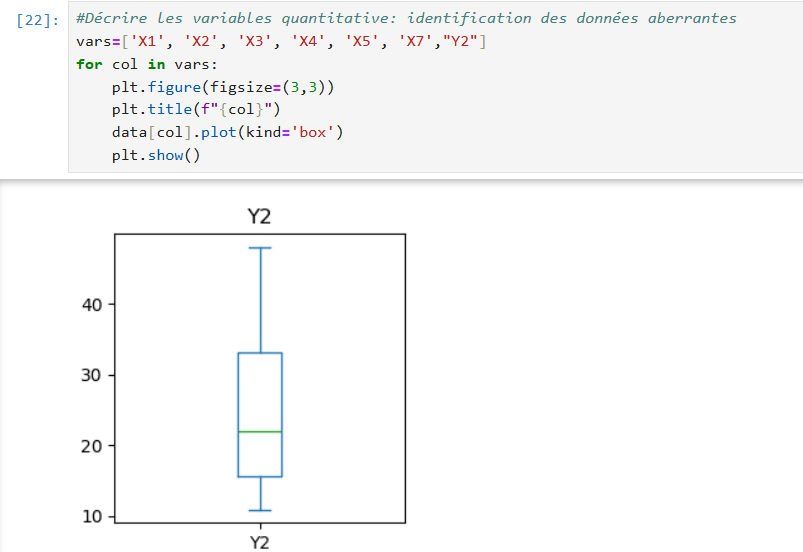 [22]: #Décrire les variables quantitative: identification des données aberrantes
vars=['X1', 'X2', 'X3', 'X4', 'X5', 'X7',"Y2"]
for col in vars:
    plt.figure(figsize=(3,3))
    plt.title(f"{col}")
    data[col].plot(kind='box')
    plt.show()
Y2
40
30
20
10
Y2